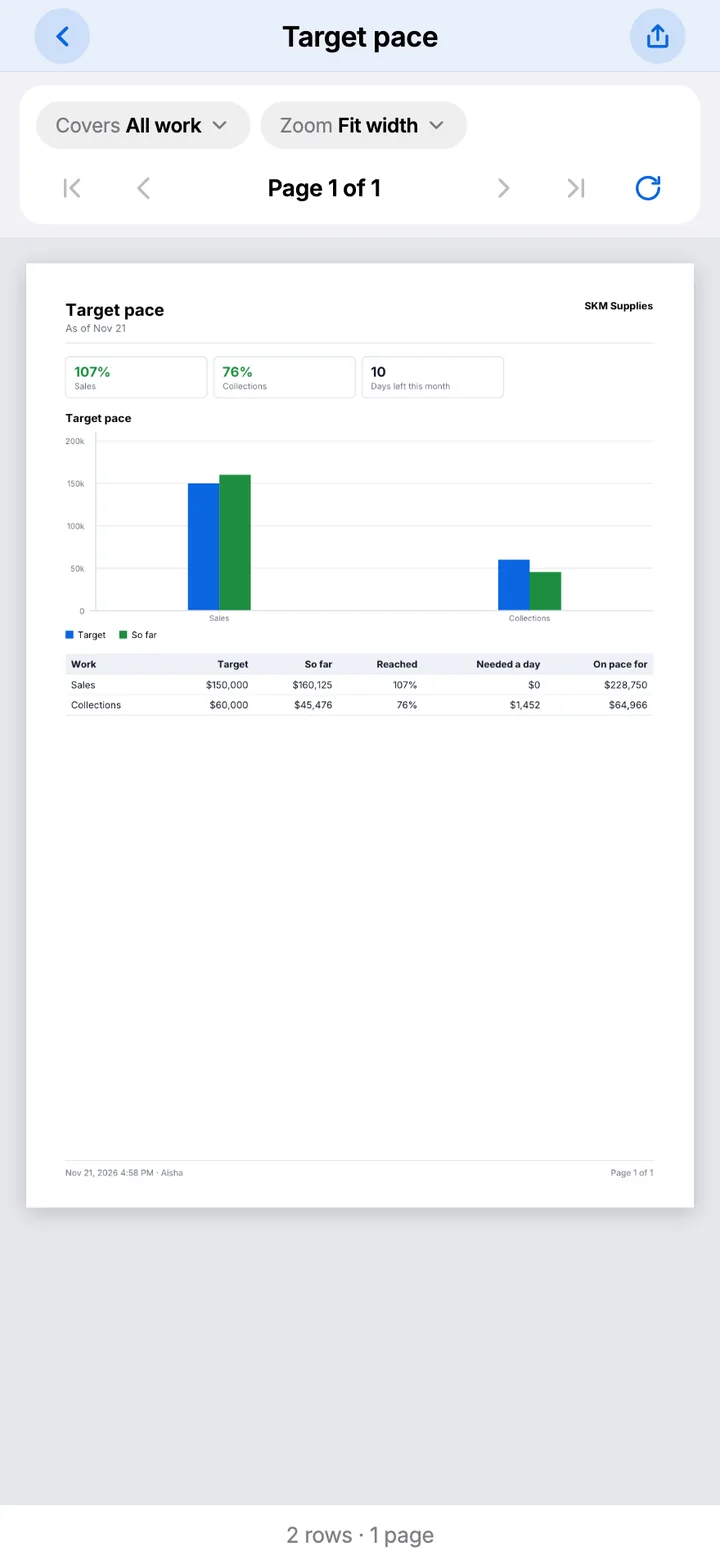 Target pace
Covers All work
Zoom Fit width
Page 1 of 1
Target pace
SKM Supplies
As of Nov 21
107%
Sales
76%
Collections
10
Days left this month
Target pace
200k
150k
100k
50k
0
Sales
Collections
Target
So far
Work Target So far Reached Needed a day On pace for
Sales $150,000 $160,125 107% $0 $228,750
Collections $60,000 $45,476 76% $1,452 $64,966
Nov 21, 2026 4:58 PM · Aisha
Page 1 of 1
2 rows · 1 page